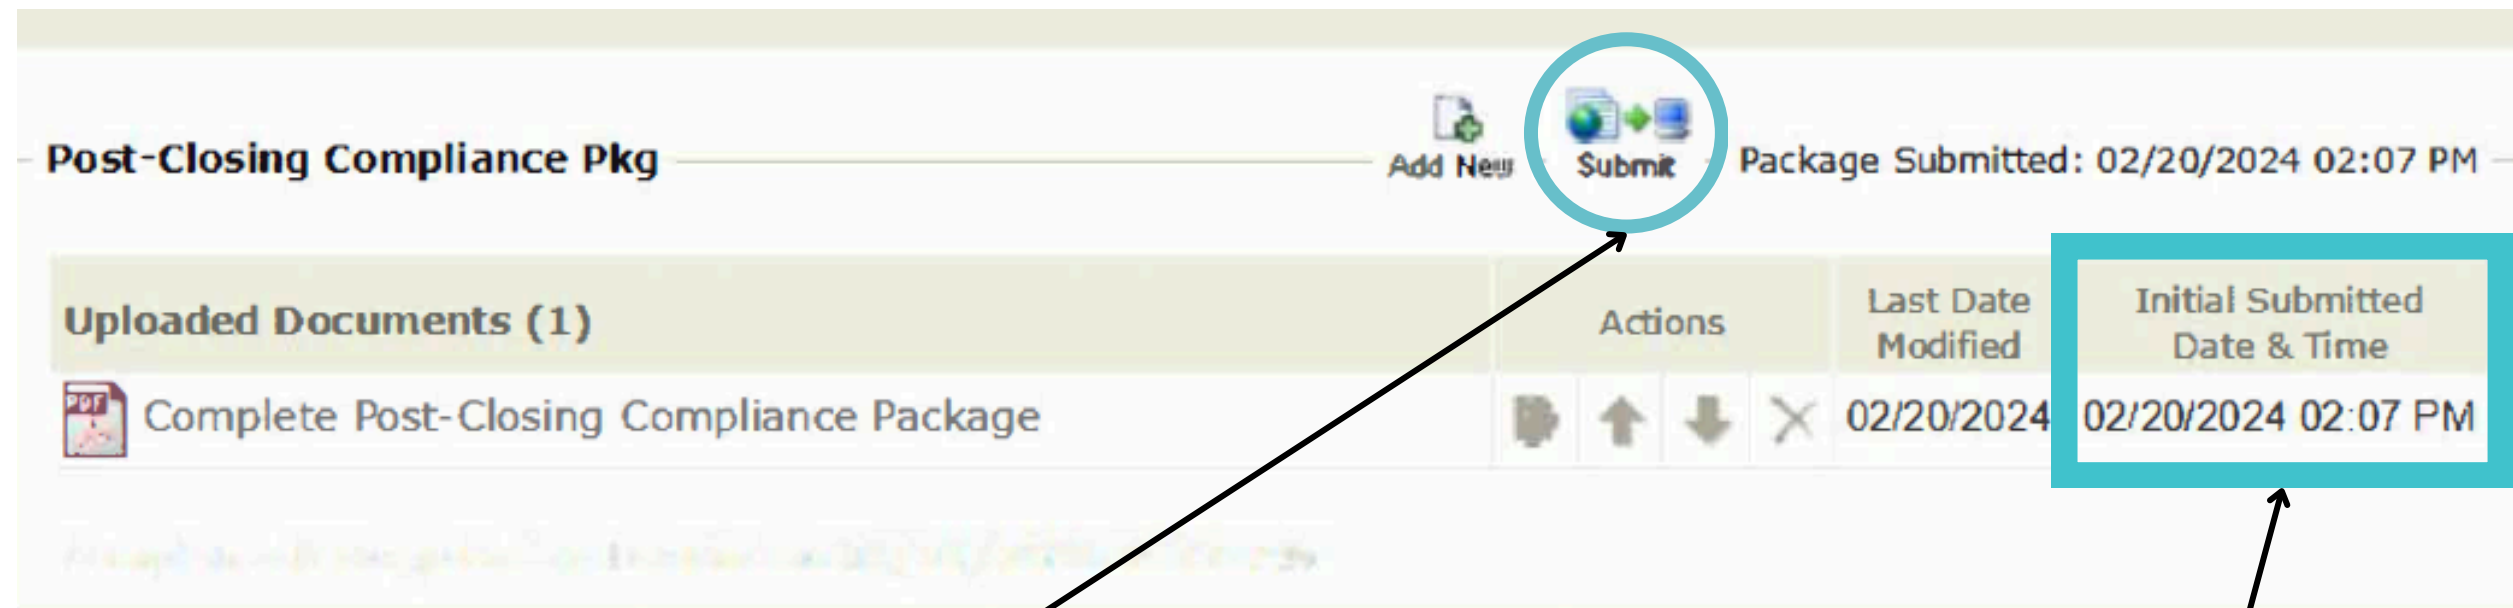 Post-Closing Compliance Pkg
Add New
Submit
Package Submitted: 02/20/2024 02:07 PM
Uploaded Documents (1)
Actions
Last Date
Modified
Initial Submitted
Date & Time
PDF
Complete Post-Closing Compliance Package
02/20/2024
02/20/2024 02:07 PM